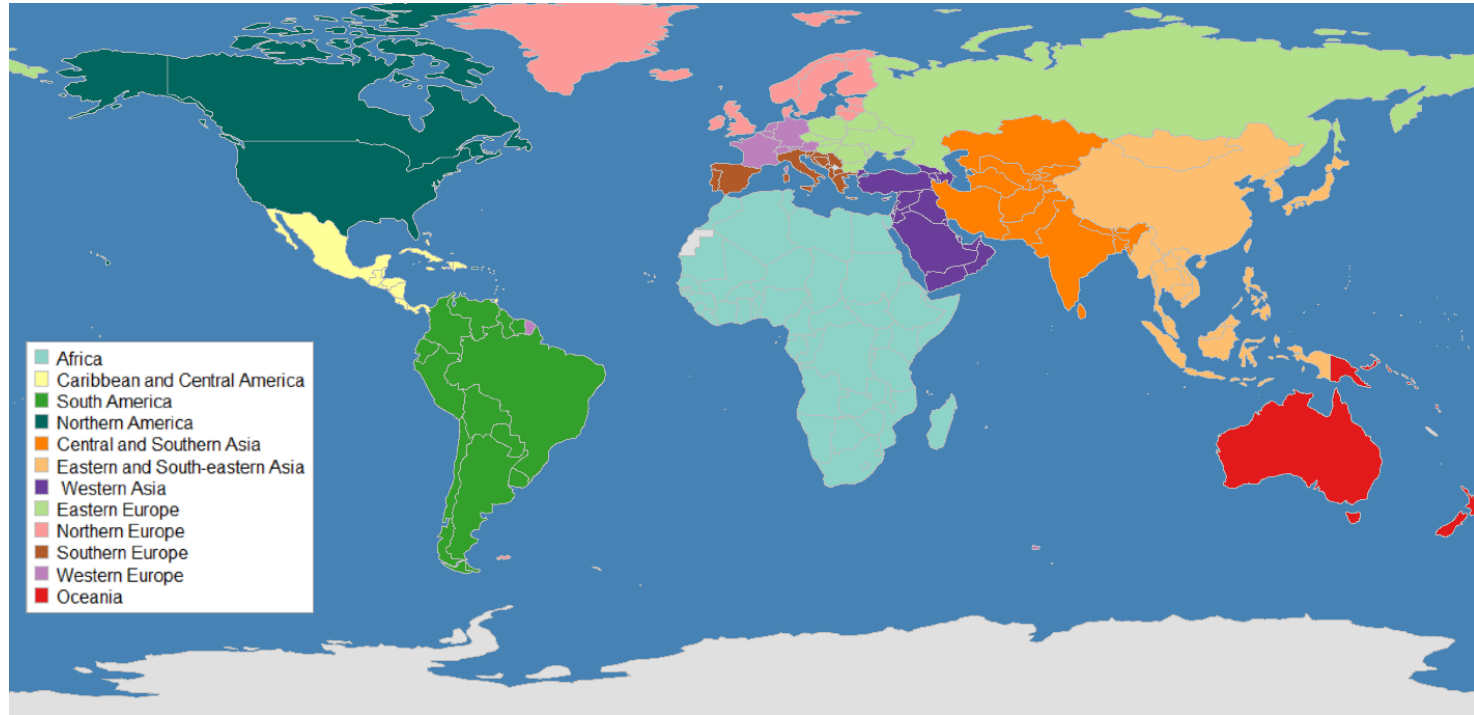 Africa
Caribbean and Central America
South America
Northern America
Central and Southern Asia
Eastern and South-eastern Asia
Western Asia
Eastern Europe
Northern Europe
Southern Europe
Western Europe
Oceania